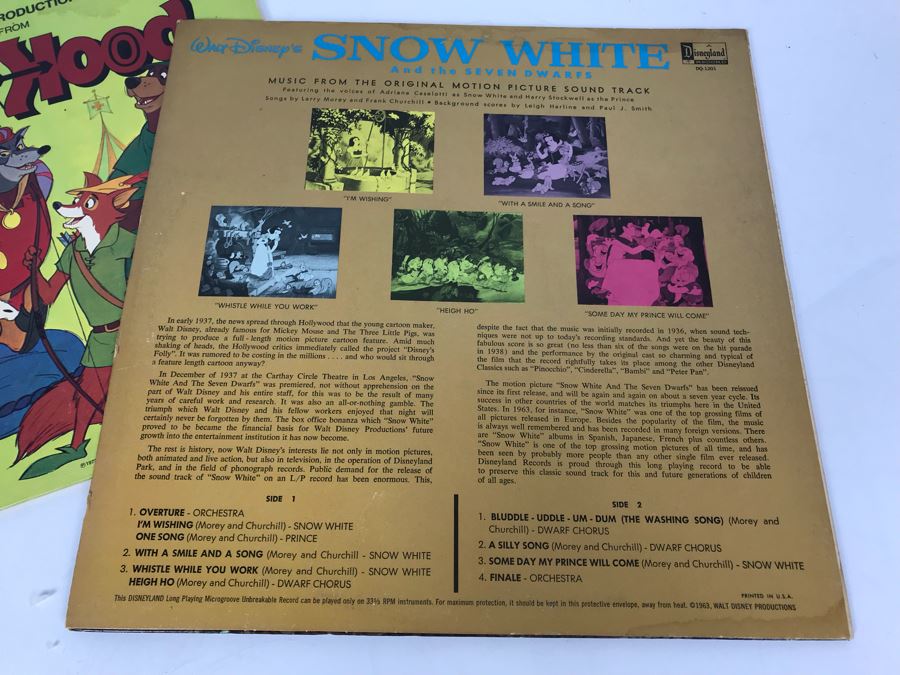 RODUCTION
FROM
Hood
Walt Disney's SNOW WHITE
And the SEVEN DWARFS
Disneyland
DQ-1201
MUSIC FROM THE ORIGINAL MOTION PICTURE SOUND TRACK
Featuring the voices of Adriana Caselotti as Snow White and Harry Stockwell as the Prince
Songs by Larry Morey and Frank Churchill • Background scores by Leigh Harline and Paul J. Smith
"I'M WISHING"
"WITH A SMILE AND A SONG"
"WHISTLE WHILE YOU WORK"
"HEIGH HO"
"SOME DAY MY PRINCE WILL COME"
In early 1937, the news spread through Hollywood that the young cartoon maker,
Walt Disney, already famous for Mickey Mouse and The Three Little Pigs, was
trying to produce a full-length motion picture cartoon feature. Amid much
shaking of heads, the Hollywood critics immediately called the project "Disney's
Folly". It was rumored to be costing in the millions .... and who would sit through
a feature length cartoon anyway?
In December of 1937 at the Carthay Circle Theatre in Los Angeles, "Snow
White And The Seven Dwarfs" was premiered, not without apprehension on the
part of Walt Disney and his entire staff, for this was to be the result of many
years of careful work and research. It was also an all-or-nothing gamble. The
triumph which Walt Disney and his fellow workers enjoyed that night will
certainly never be forgotten by them. The box office bonanza which "Snow White"
proved to be became the financial basis for Walt Disney Productions' future
growth into the entertainment institution it has now become.
The rest is history, now Walt Disney's interests lie not only in motion pictures,
both animated and live action, but also in television, in the operation of Disneyland
Park, and in the field of phonograph records. Public demand for the release of
the sound track of "Snow White" on an L/P record has been enormous. This,
despite the fact that the music was initially recorded in 1936, when sound tech-
niques were not up to today's recording standards. And yet the beauty of this
fabulous score is so great (no less than six of the songs were on the hit parade
in 1938) and the performance by the original cast so charming and typical of
the film that the record rightfully takes its place among the other Disneyland
Classics such as "Pinocchio", "Cinderella", "Bambi" and "Peter Pan".
The motion picture "Snow White And The Seven Dwarfs" has been reissued
since its first release, and will be again and again on about a seven year cycle. Its
success in other countries of the world matches its triumphs here in the United
States. In 1963, for instance, "Snow White" was one of the top grossing films of
all pictures released in Europe. Besides the popularity of the film, the music
is always well remembered and has been recorded in many foreign versions. There
are "Snow White" albums in Spanish, Japanese, French plus countless others.
"Snow White" is one of the top grossing motion pictures of all time, and has
been seen by probably more people than any other single film ever released.
Disneyland Records is proud through this long playing record to be able
to preserve this classic sound track for this and future generations of children
of all ages.
SIDE 1
1. OVERTURE - ORCHESTRA
I'M WISHING (Morey and Churchill) - SNOW WHITE
ONE SONG (Morey and Churchill) - PRINCE
2. WITH A SMILE AND A SONG (Morey and Churchill - SNOW WHITE
3. WHISTLE WHILE YOU WORK (Morey and Churchill) - SNOW WHITE
HEIGH HO (Morey and Churchill) - DWARF CHORUS
SIDE 2
1. BLUDDLE - UDDLE - UM - DUM (THE WASHING SONG) (Morey and
Churchill) - DWARF CHORUS
2. A SILLY SONG (Morey and Churchill) - DWARF CHORUS
3. SOME DAY MY PRINCE WILL COME (Morey and Churchill) - SNOW WHITE
4. FINALE - ORCHESTRA
PRINTED IN U.S.A.
This DISNEYLAND Long Playing Microgroove Unbreakable Record can be played only on 33⅓ RPM instruments. For maximum protection, it should be kept in this protective envelope, away from heat. ©1963, WALT DISNEY PRODUCTIONS